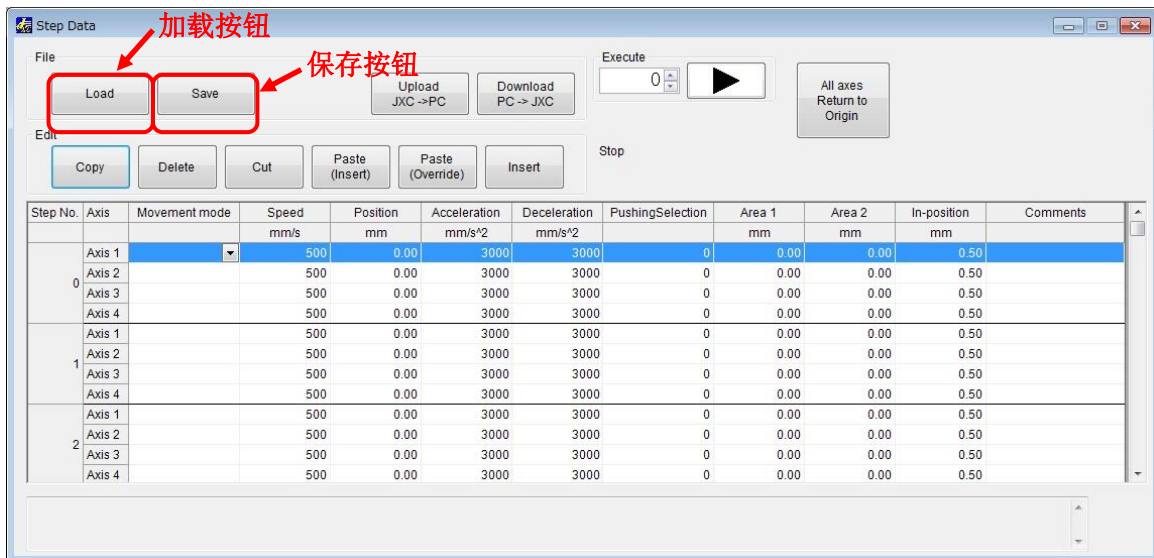 Step Data
加载按钮
File
保存按钮
Execute
Load
Save
Upload
JXC ->PC
Download
PC -> JXC
0
All axes
Return to
Origin
Edit
Copy
Delete
Cut
Paste
(Insert)
Paste
(Override)
Insert
Stop
Step No. Axis Movement mode Speed Position Acceleration Deceleration PushingSelection Area 1 Area 2 In-position Comments
mm/s mm mm/s^2 mm/s^2 mm mm mm
0
Axis 1 500 0.00 3000 3000 0 0.00 0.00 0.50
Axis 2 500 0.00 3000 3000 0 0.00 0.00 0.50
Axis 3 500 0.00 3000 3000 0 0.00 0.00 0.50
Axis 4 500 0.00 3000 3000 0 0.00 0.00 0.50
1
Axis 1 500 0.00 3000 3000 0 0.00 0.00 0.50
Axis 2 500 0.00 3000 3000 0 0.00 0.00 0.50
Axis 3 500 0.00 3000 3000 0 0.00 0.00 0.50
Axis 4 500 0.00 3000 3000 0 0.00 0.00 0.50
2
Axis 1 500 0.00 3000 3000 0 0.00 0.00 0.50
Axis 2 500 0.00 3000 3000 0 0.00 0.00 0.50
Axis 3 500 0.00 3000 3000 0 0.00 0.00 0.50
Axis 4 500 0.00 3000 3000 0 0.00 0.00 0.50